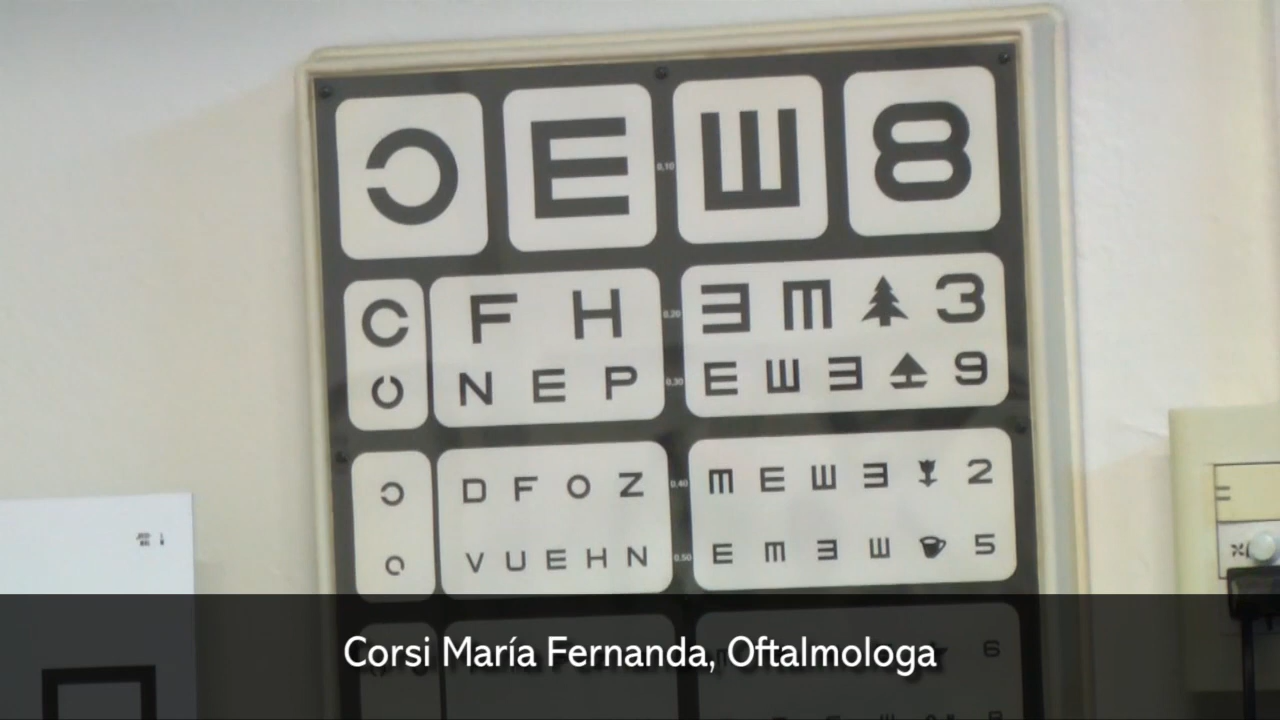 E 8
0,10
F H 3
0,20
N E P E 9
0,30
D F O Z E 2
0,40
V U E H N E 5
0,50
6
Corsi María Fernanda, Oftalmologa